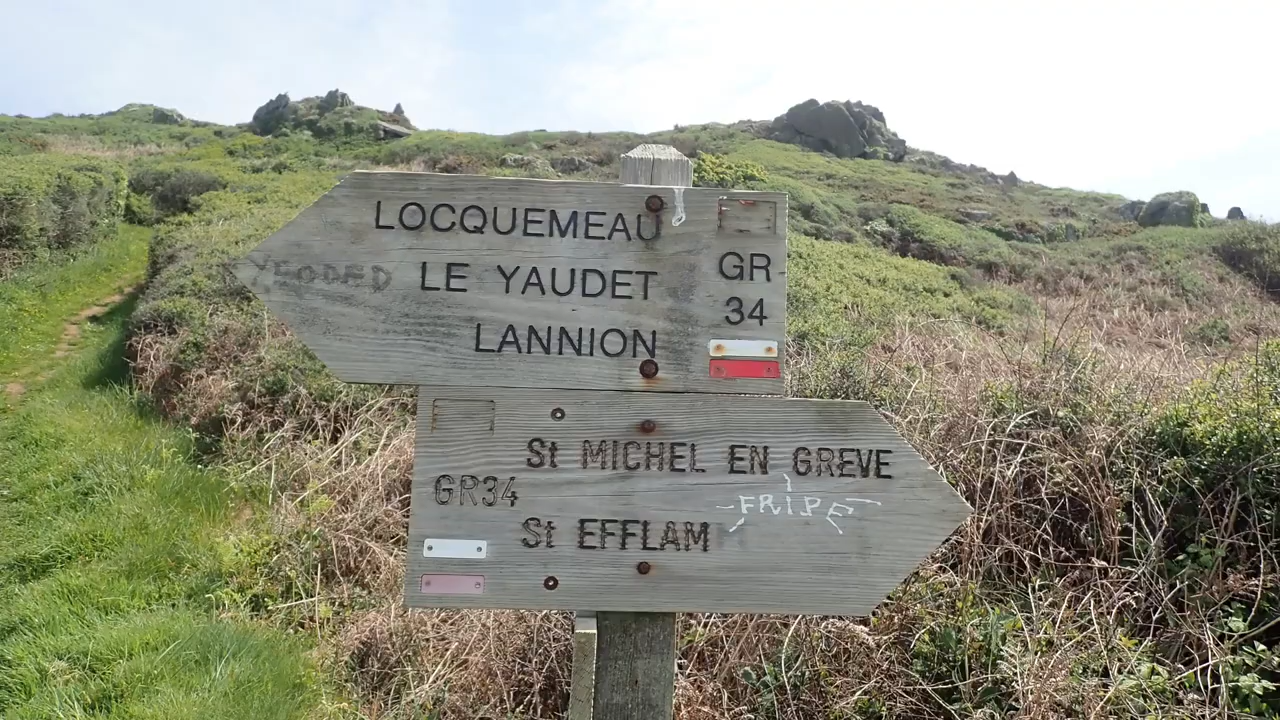 LOCQUEMEAU
LE YAUDET
LANNION
GR
34
St MICHEL EN GREVE
FRIPE
GR34
St EFFLAM